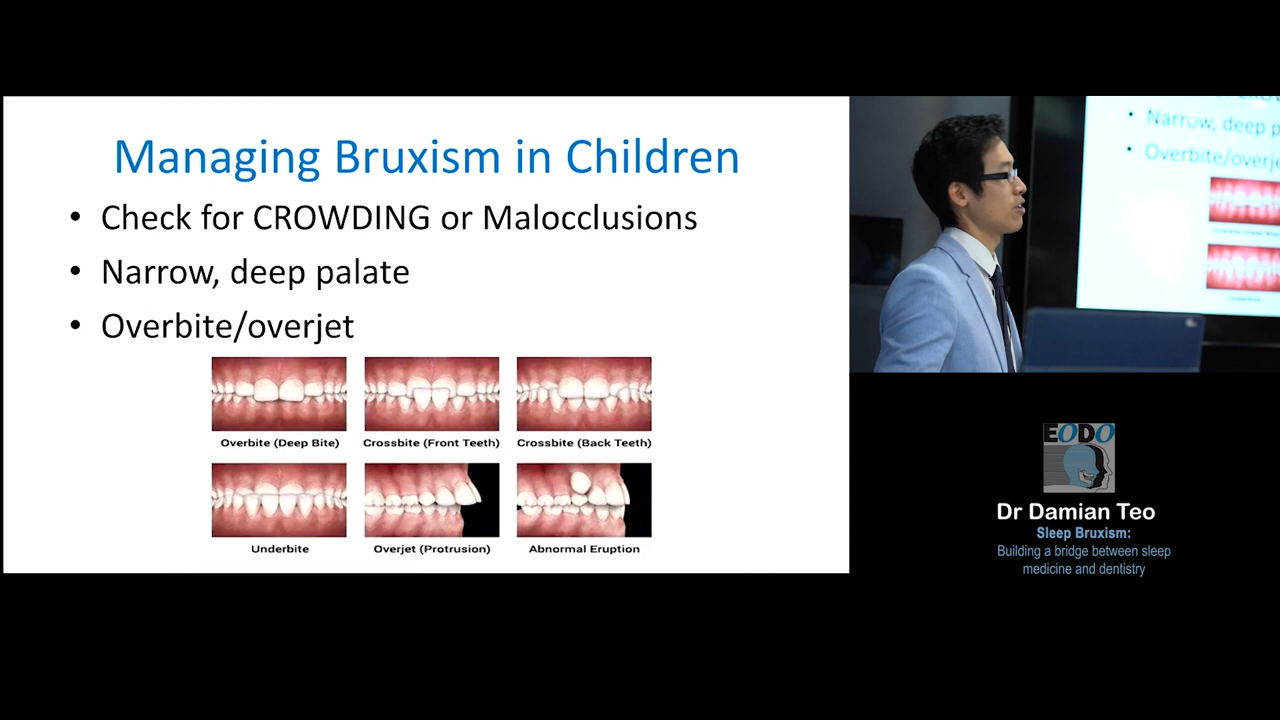 Managing Bruxism in Children
• Check for CROWDING or Malocclusions
• Narrow, deep palate
• Overbite/overjet
Overbite (Deep Bite)
Crossbite (Front Teeth)
Crossbite (Back Teeth)
Underbite
Overjet (Protrusion)
Abnormal Eruption
• Narrow, deep p
• Overbite/overje
EODO
Dr Damian Teo
Sleep Bruxism:
Building a bridge between sleep
medicine and dentistry